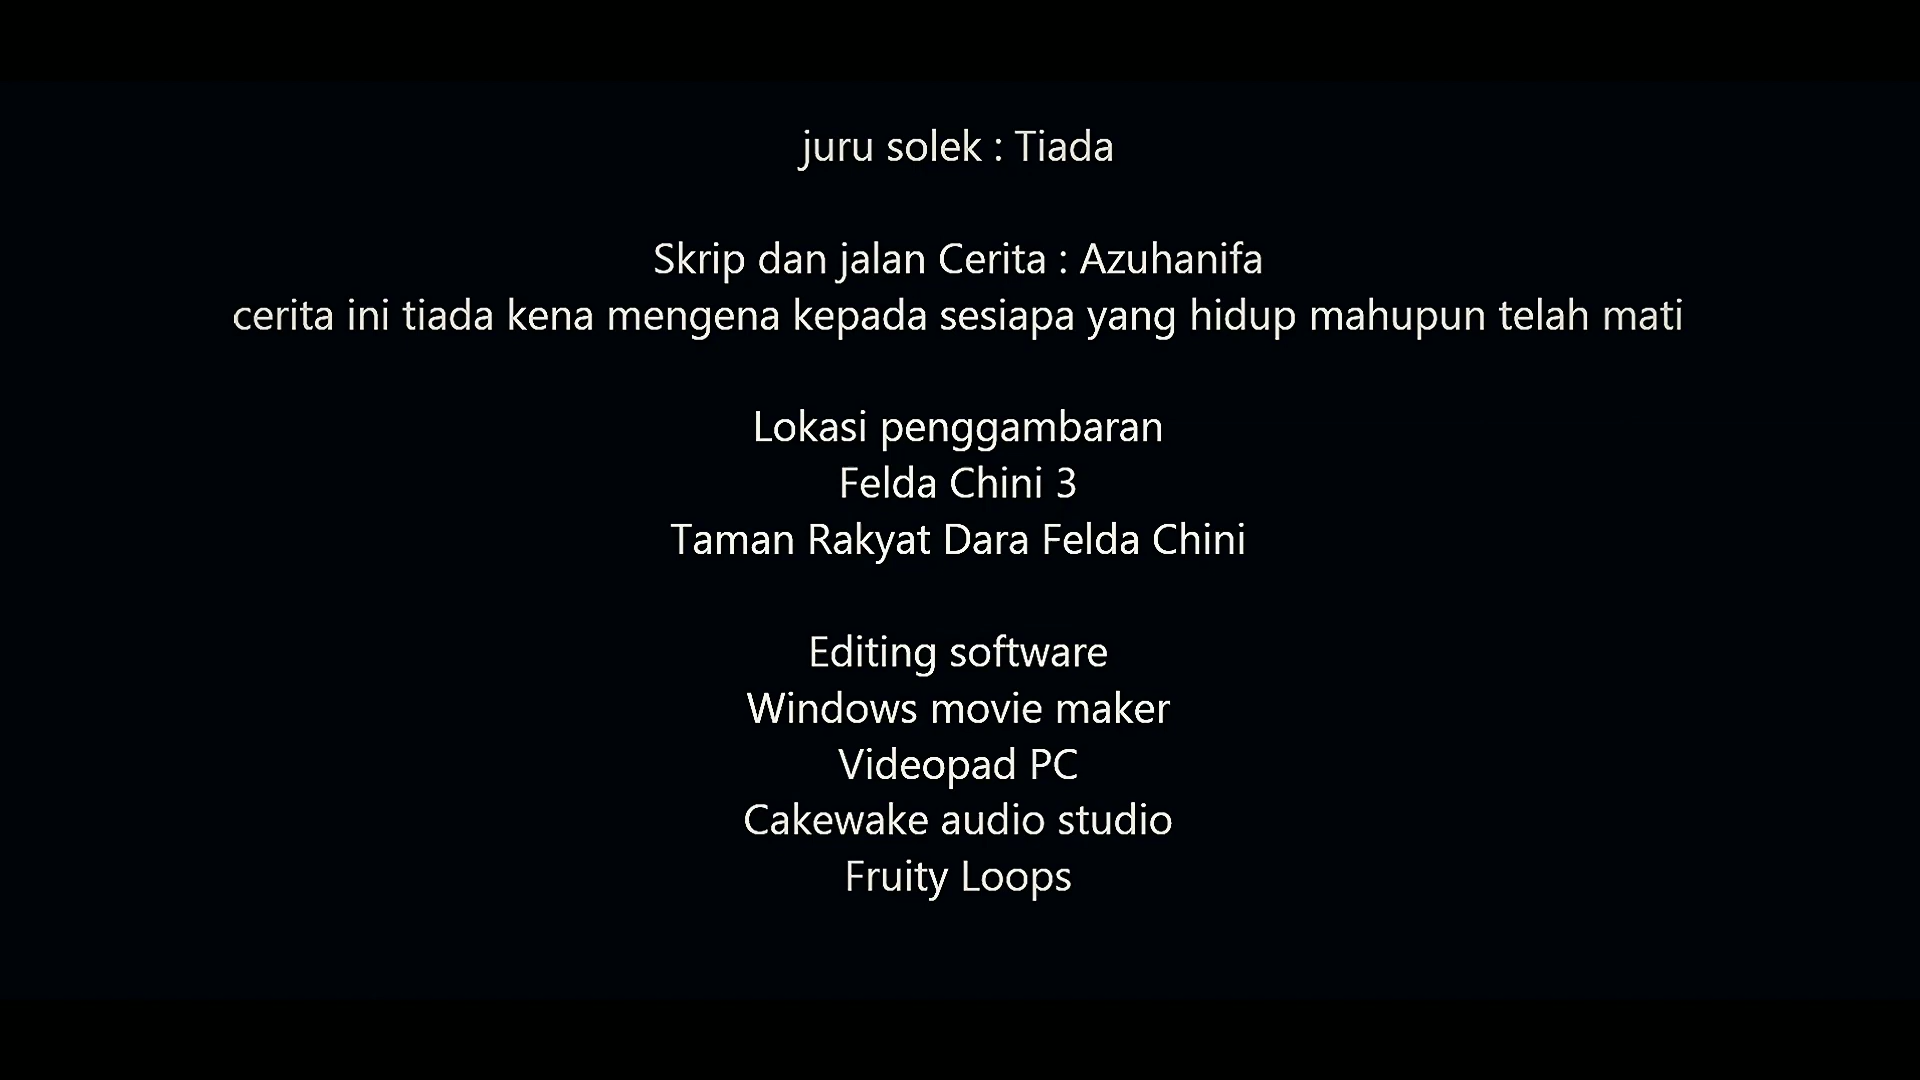 juru solek : Tiada
Skrip dan jalan Cerita : Azuhanifa
cerita ini tiada kena mengena kepada sesiapa yang hidup mahupun telah mati
Lokasi penggambaran
Felda Chini 3
Taman Rakyat Dara Felda Chini
Editing software
Windows movie maker
Videopad PC
Cakewake audio studio
Fruity Loops